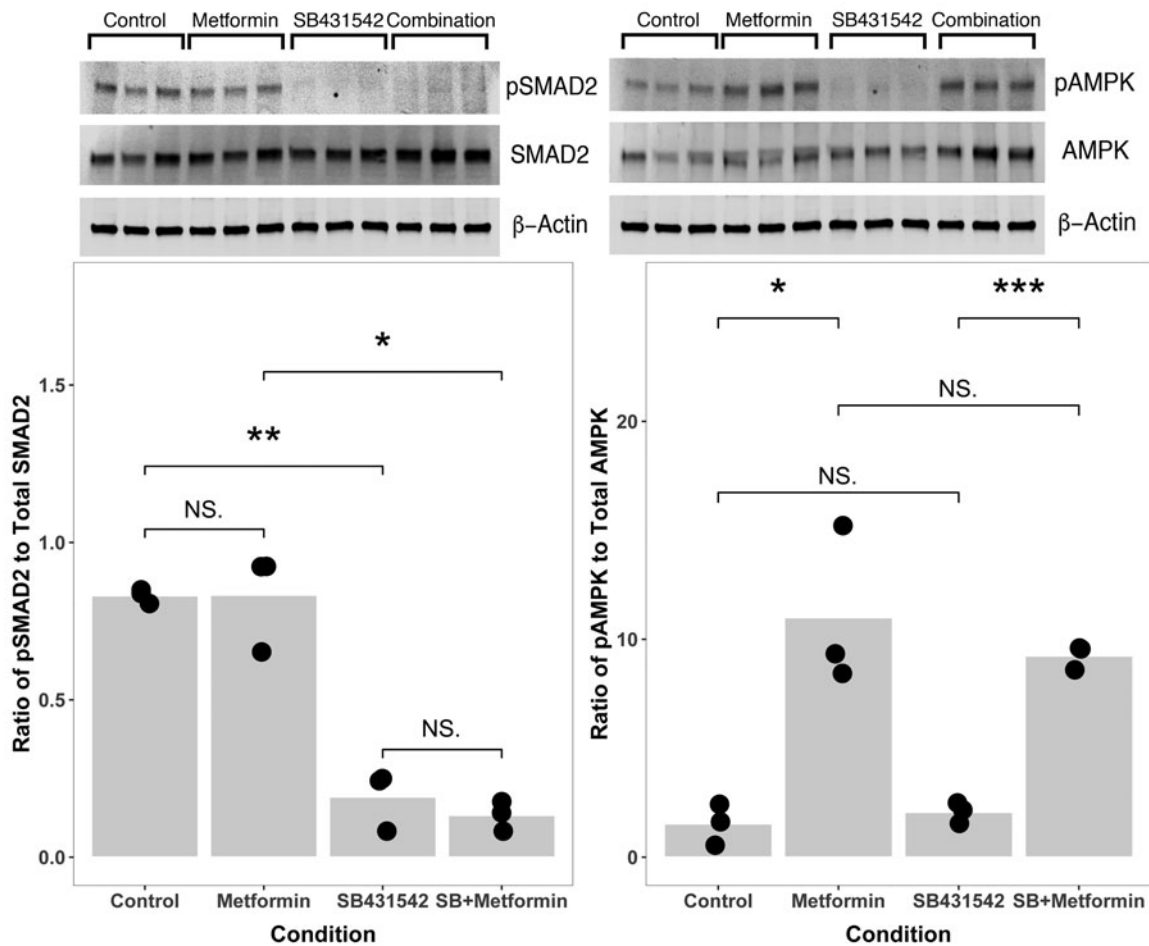 Control Metformin SB431542 Combination
pSMAD2
SMAD2
β-Actin
Control Metformin SB431542 Combination
pAMPK
AMPK
β-Actin
Ratio of pSMAD2 to Total SMAD2
1.5
1.0
0.5
0.0
*
**
NS.
NS.
Control Metformin SB431542 SB+Metformin
Condition
Ratio of pAMPK to Total AMPK
20
10
0
* ***
NS.
NS.
Control Metformin SB431542 SB+Metformin
Condition